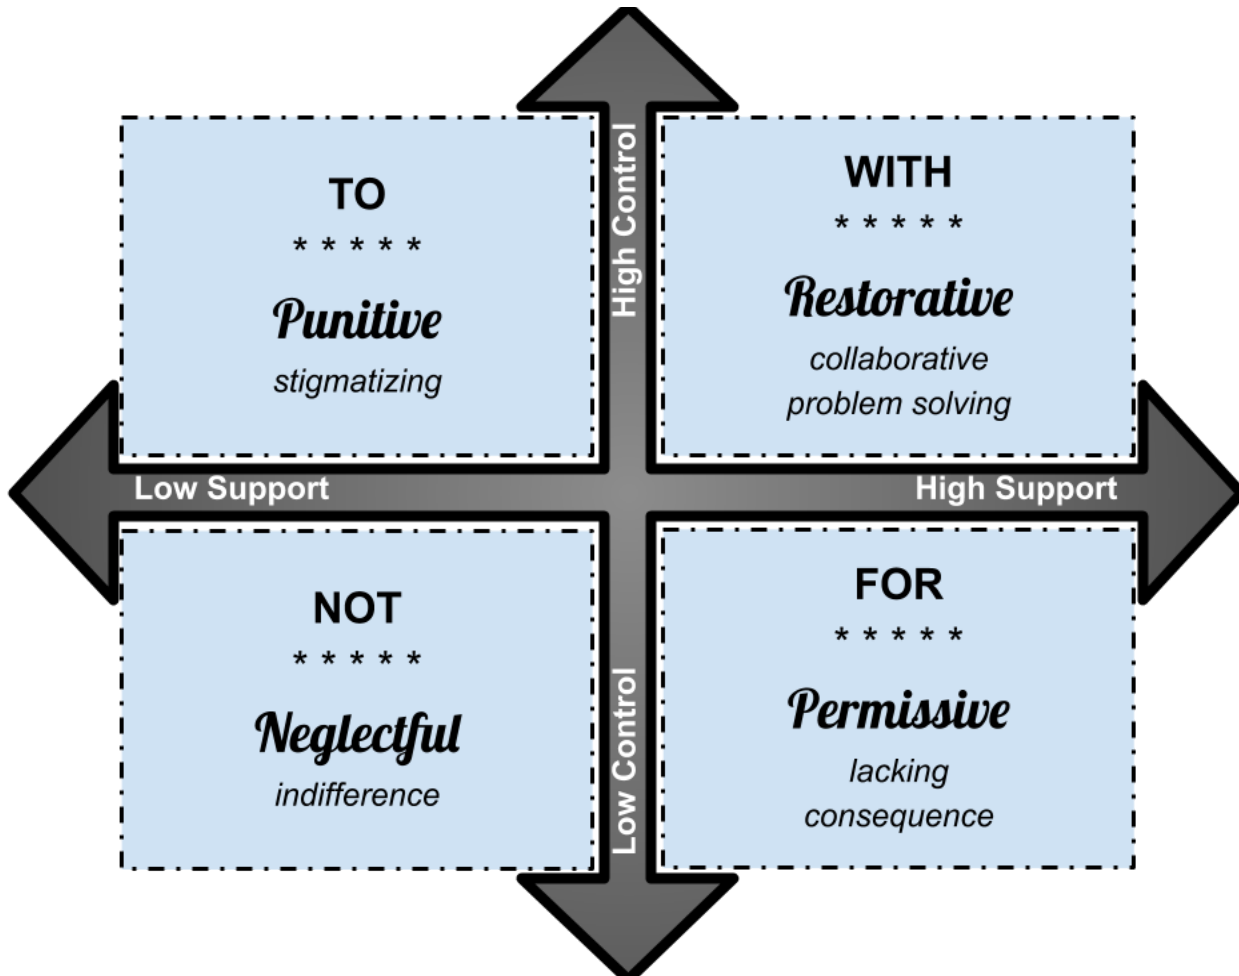 High Control
TO
* * * * *
Punitive
stigmatizing
WITH
* * * * *
Restorative
collaborative
problem solving
Low Support
High Support
NOT
* * * * *
Neglectful
indifference
FOR
* * * * *
Permissive
lacking
consequence
Low Control